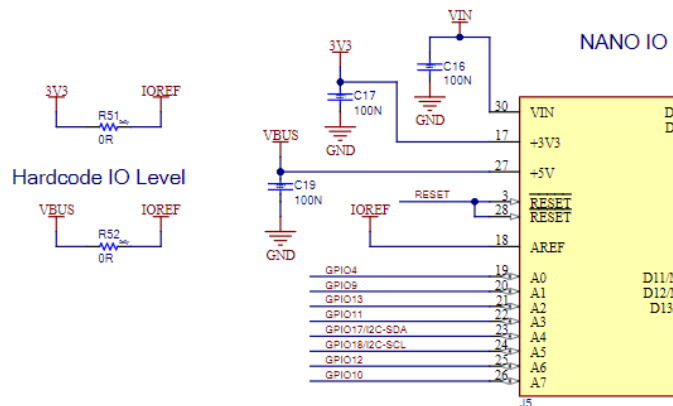 VIN
NANO IO
3V3
C16
100N
GND
3V3 IOREF
R51
0R
C17
100N
GND
30 VIN D
D
17 +3V3
VBUS
27 +5V
Hardcode IO Level
C19
100N
GND
VBUS IOREF
R52
0R
RESET 3 RESET
28 RESET
IOREF
18 AREF
GPIO4 19 A0 D11/M
GPIO9 20 A1 D12/M
GPIO13 21 A2 D13
GPIO11 22 A3
GPIO17/I2C-SDA 23 A4
GPIO18/I2C-SCL 24 A5
GPIO12 25 A6
GPIO10 26 A7
J5